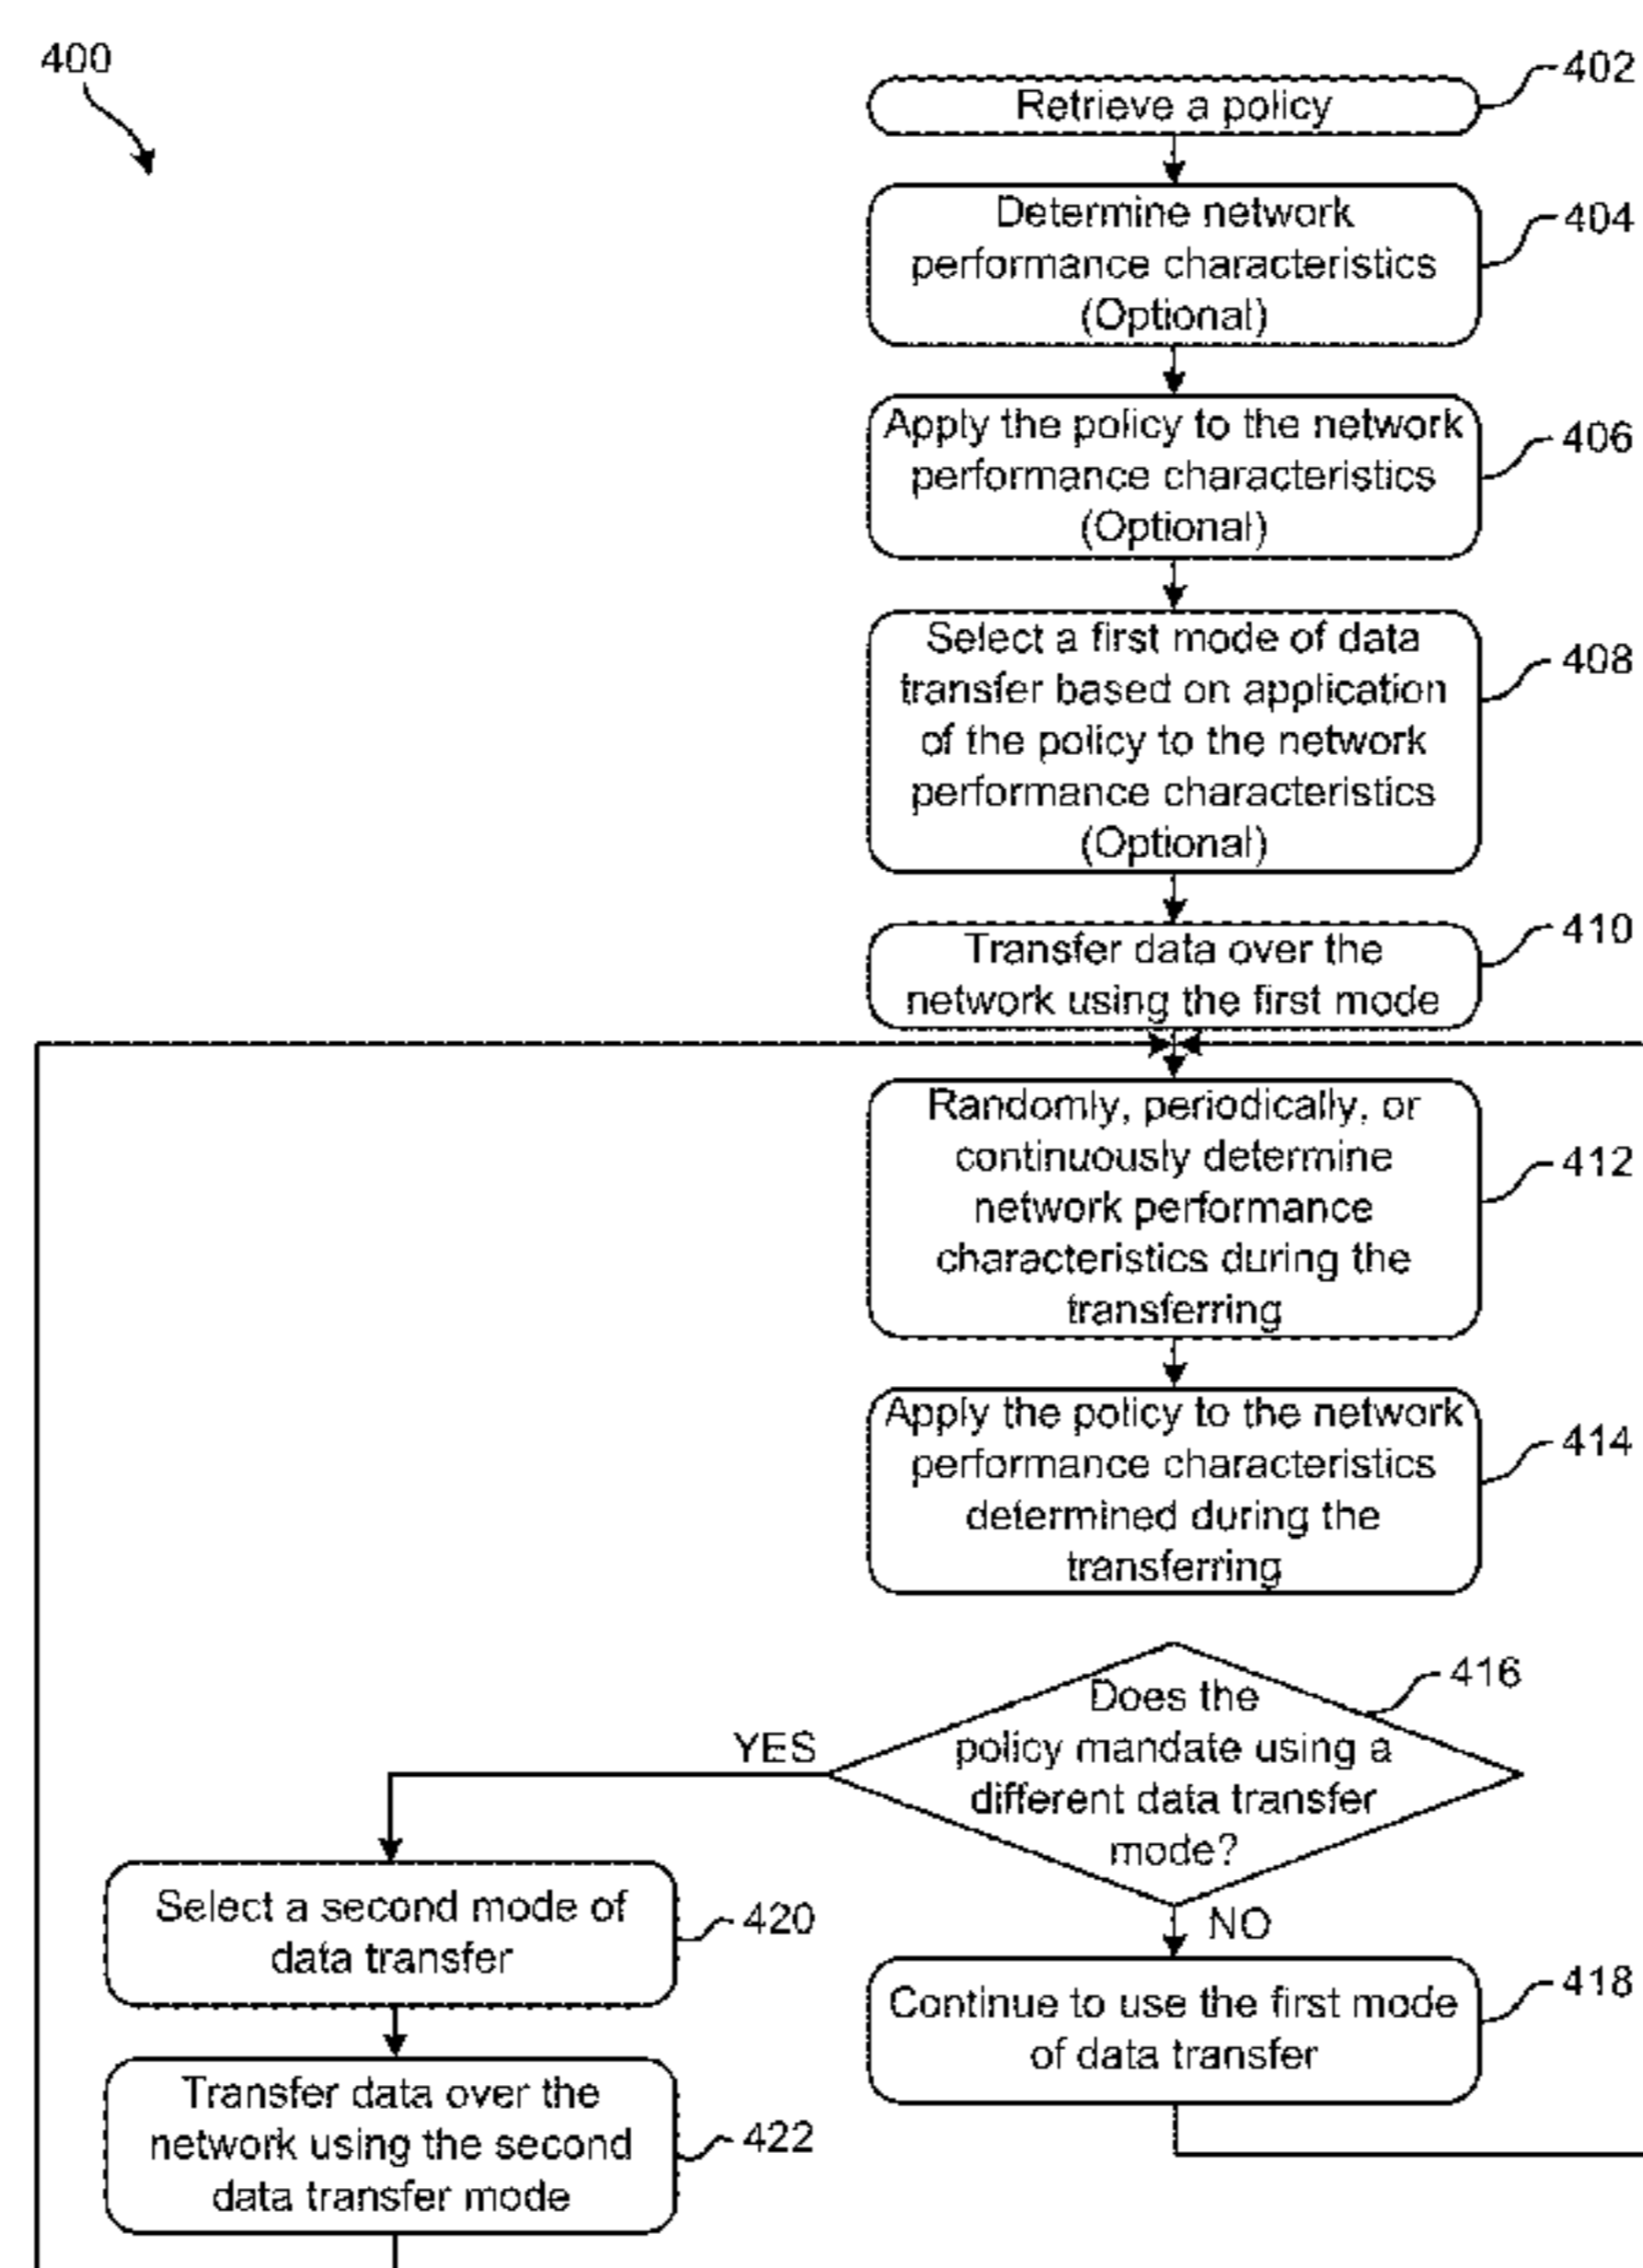 400
402
Retrieve a policy
Determine network
performance characteristics
(Optional)
404
Apply the policy to the network
performance characteristics
(Optional)
406
Select a first mode of data
transfer based on application
of the policy to the network
performance characteristics
(Optional)
408
Transfer data over the
network using the first mode
410
Randomly, periodically, or
continuously determine
network performance
characteristics during the
transferring
412
Apply the policy to the network
performance characteristics
determined during the
transferring
414
Does the
policy mandate using a
different data transfer
mode?
416
YES
NO
Select a second mode of
data transfer
420
Continue to use the first mode
of data transfer
418
Transfer data over the
network using the second
data transfer mode
422